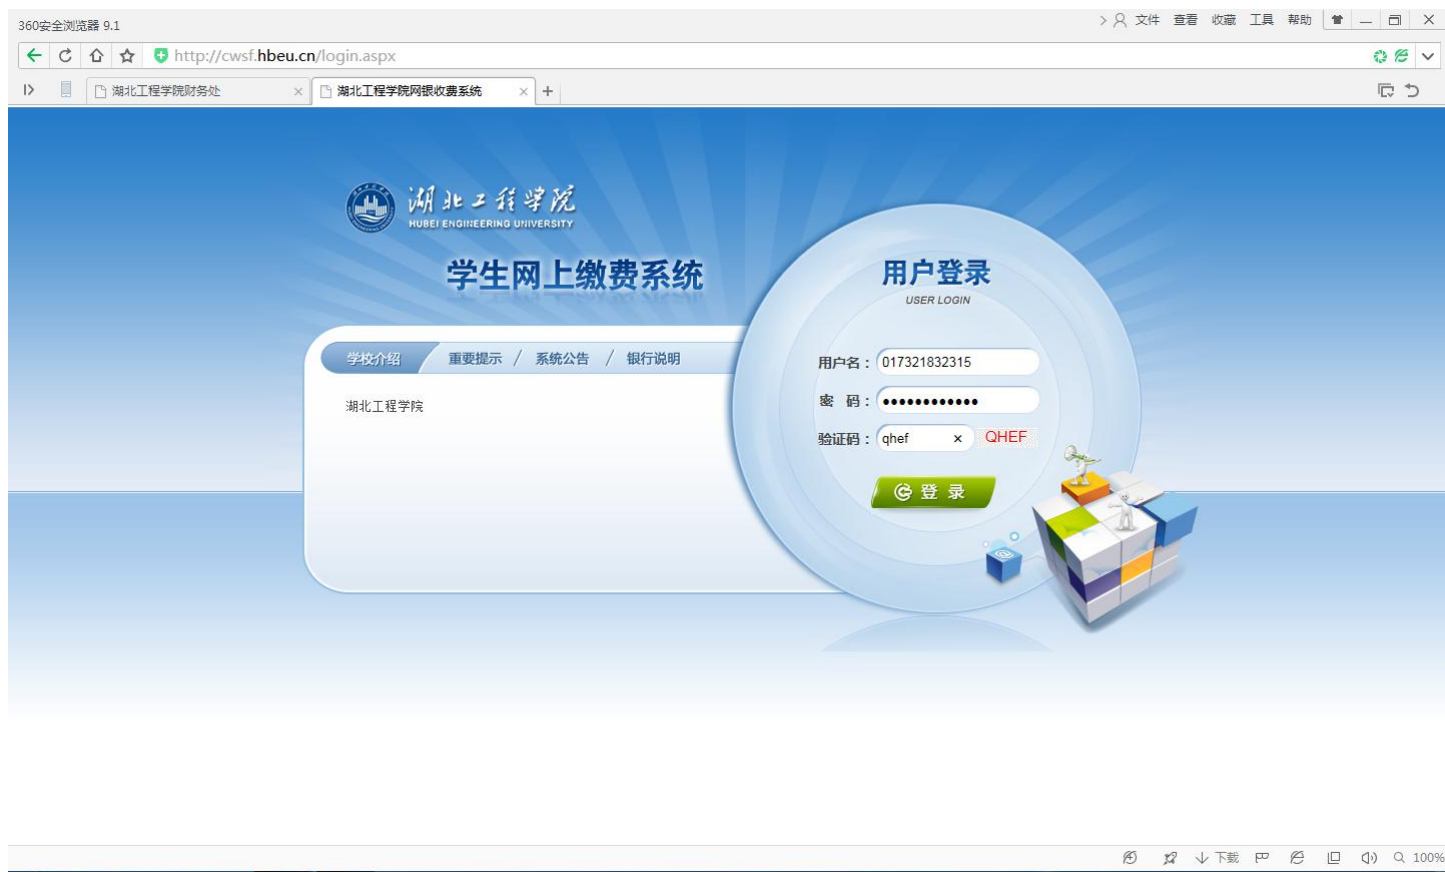 360安全浏览器 9.1
文件 查看 收藏 工具 帮助
http://cwsf.hbeu.cn/login.aspx
湖北工程学院财务处
湖北工程学院网银收费系统
湖北工程学院
HUBEI ENGINEERING UNIVERSITY
学生网上缴费系统
用户登录
USER LOGIN
学校介绍 重要提示 / 系统公告 / 银行说明
湖北工程学院
用户名: 017321832315
密 码: ●●●●●●●●●●●●
验证码: qhef × QHEF
登 录
下载
100%